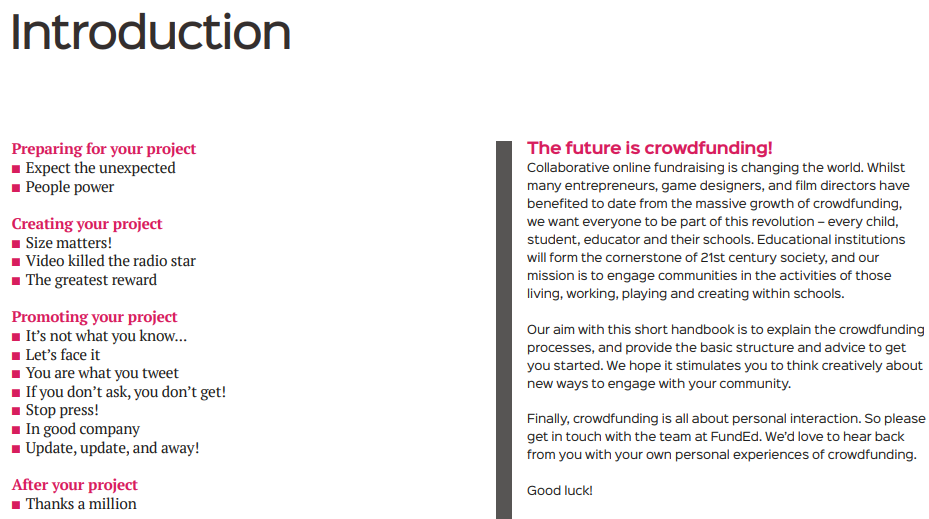 Introduction
Preparing for your project
Expect the unexpected
People power
Creating your project
Size matters!
Video killed the radio star
The greatest reward
Promoting your project
It's not what you know...
Let's face it
You are what you tweet
If you don't ask, you don't get!
Stop press!
In good company
Update, update, and away!
After your project
Thanks a million
The future is crowdfunding!
Collaborative online fundraising is changing the world. Whilst
many entrepreneurs, game designers, and film directors have
benefited to date from the massive growth of crowdfunding,
we want everyone to be part of this revolution – every child,
student, educator and their schools. Educational institutions
will form the cornerstone of 21st century society, and our
mission is to engage communities in the activities of those
living, working, playing and creating within schools.
Our aim with this short handbook is to explain the crowdfunding
processes, and provide the basic structure and advice to get
you started. We hope it stimulates you to think creatively about
new ways to engage with your community.
Finally, crowdfunding is all about personal interaction. So please
get in touch with the team at FundEd. We'd love to hear back
from you with your own personal experiences of crowdfunding.
Good luck!